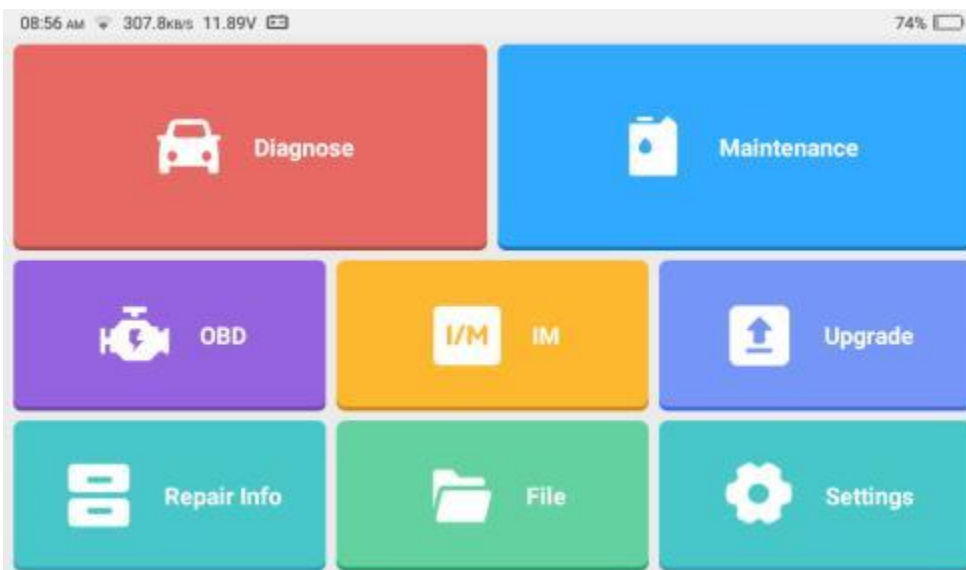 08:56 AM 307.8KB/S 11.89V 74%
Diagnose
Maintenance
OBD
I/M IM
Upgrade
Repair Info
File
Settings